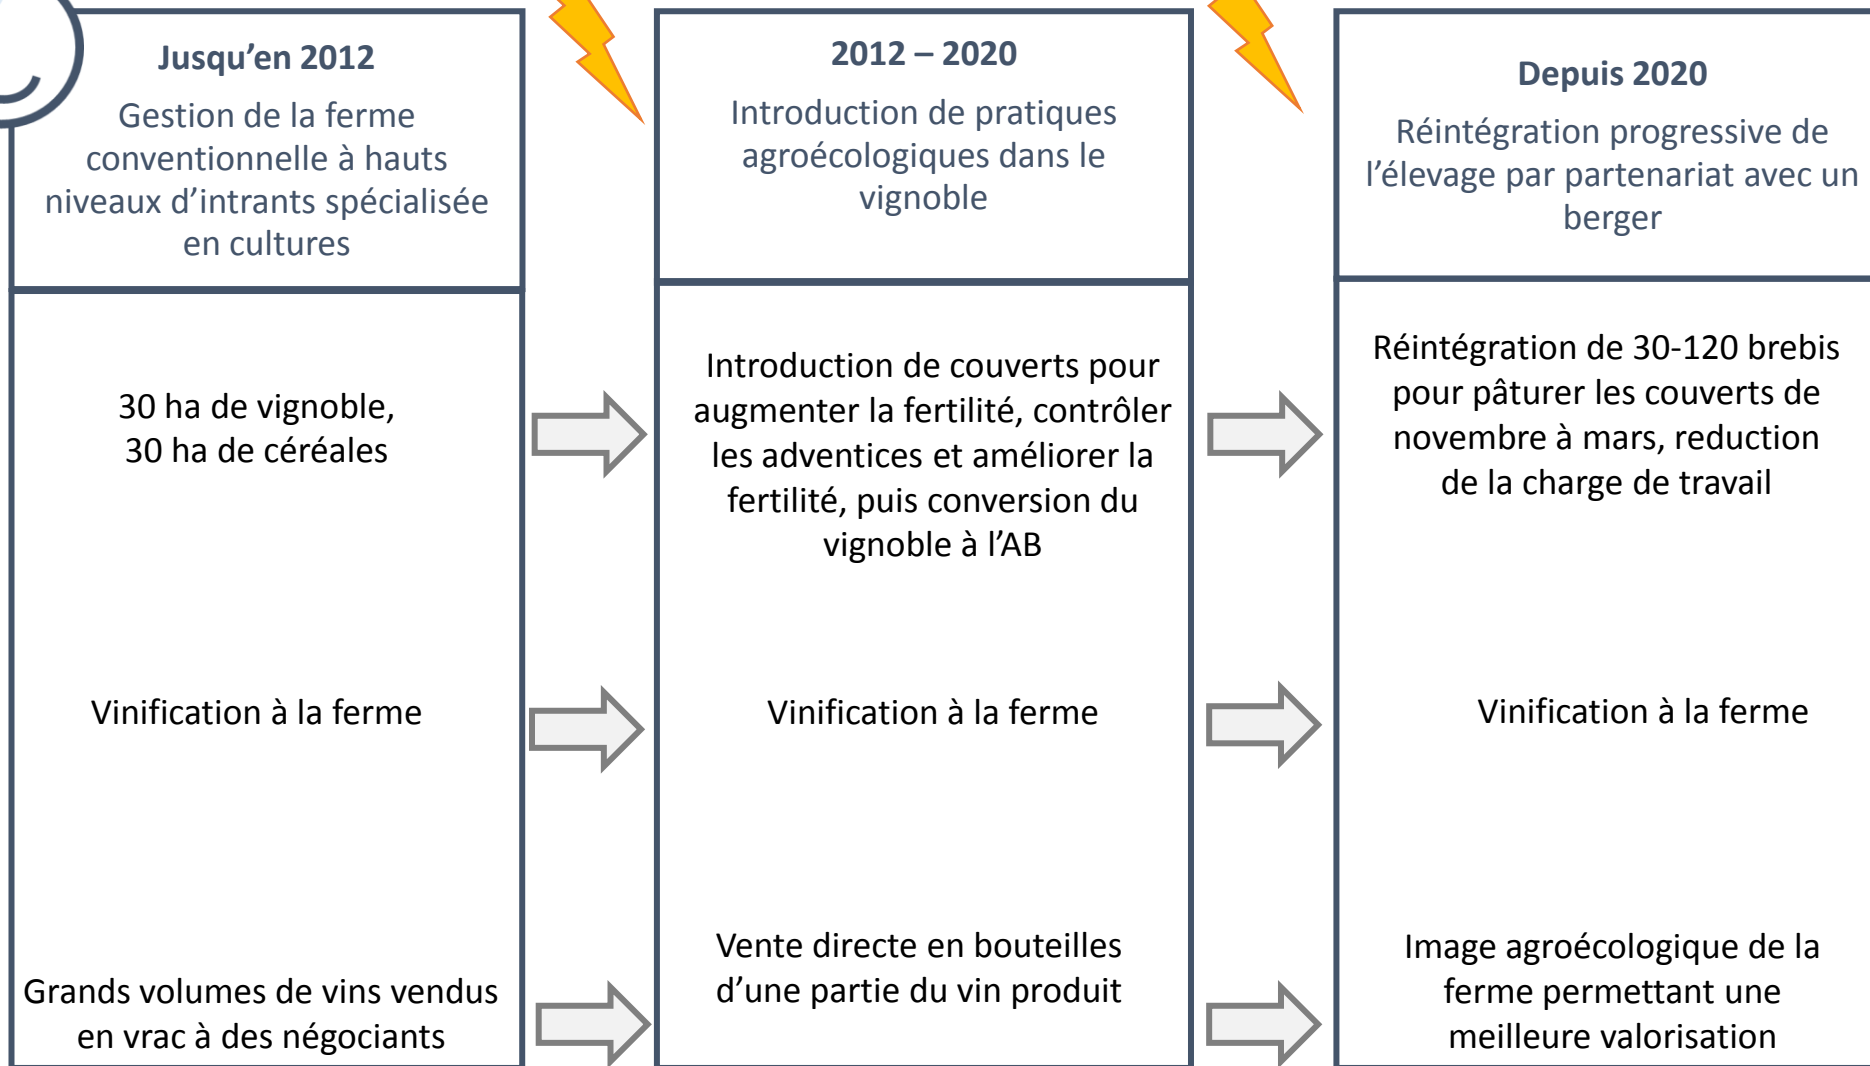 Jusqu'en 2012
Gestion de la ferme
conventionnelle à hauts
niveaux d'intrants spécialisée
en cultures
30 ha de vignoble,
30 ha de céréales
Vinification à la ferme
Grands volumes de vins vendus
en vrac à des négociants
2012 – 2020
Introduction de pratiques
agroécologiques dans le
vignoble
Introduction de couverts pour
augmenter la fertilité, contrôler
les adventices et améliorer la
fertilité, puis conversion du
vignoble à l'AB
Vinification à la ferme
Vente directe en bouteilles
d'une partie du vin produit
Depuis 2020
Réintégration progressive de
l'élevage par partenariat avec un
berger
Réintégration de 30-120 brebis
pour pâturer les couverts de
novembre à mars, reduction
de la charge de travail
Vinification à la ferme
Image agroécologique de la
ferme permettant une
meilleure valorisation